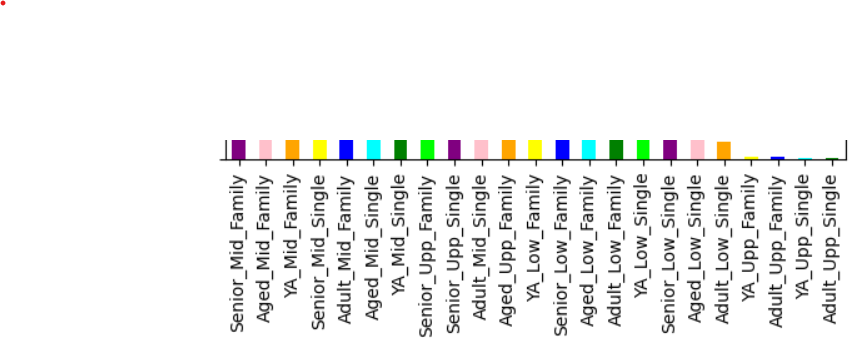 Senior_Mid_Family
Aged_Mid_Family
YA_Mid_Family
Senior_Mid_Single
Adult_Mid_Family
Aged_Mid_Single
YA_Mid_Single
Senior_Upp_Family
Senior_Upp_Single
Adult_Mid_Single
Aged_Upp_Family
YA_Low_Family
Senior_Low_Family
Aged_Low_Family
Adult_Low_Family
YA_Low_Single
Senior_Low_Single
Aged_Low_Single
Adult_Low_Single
YA_Upp_Family
Adult_Upp_Family
YA_Upp_Single
Adult_Upp_Single